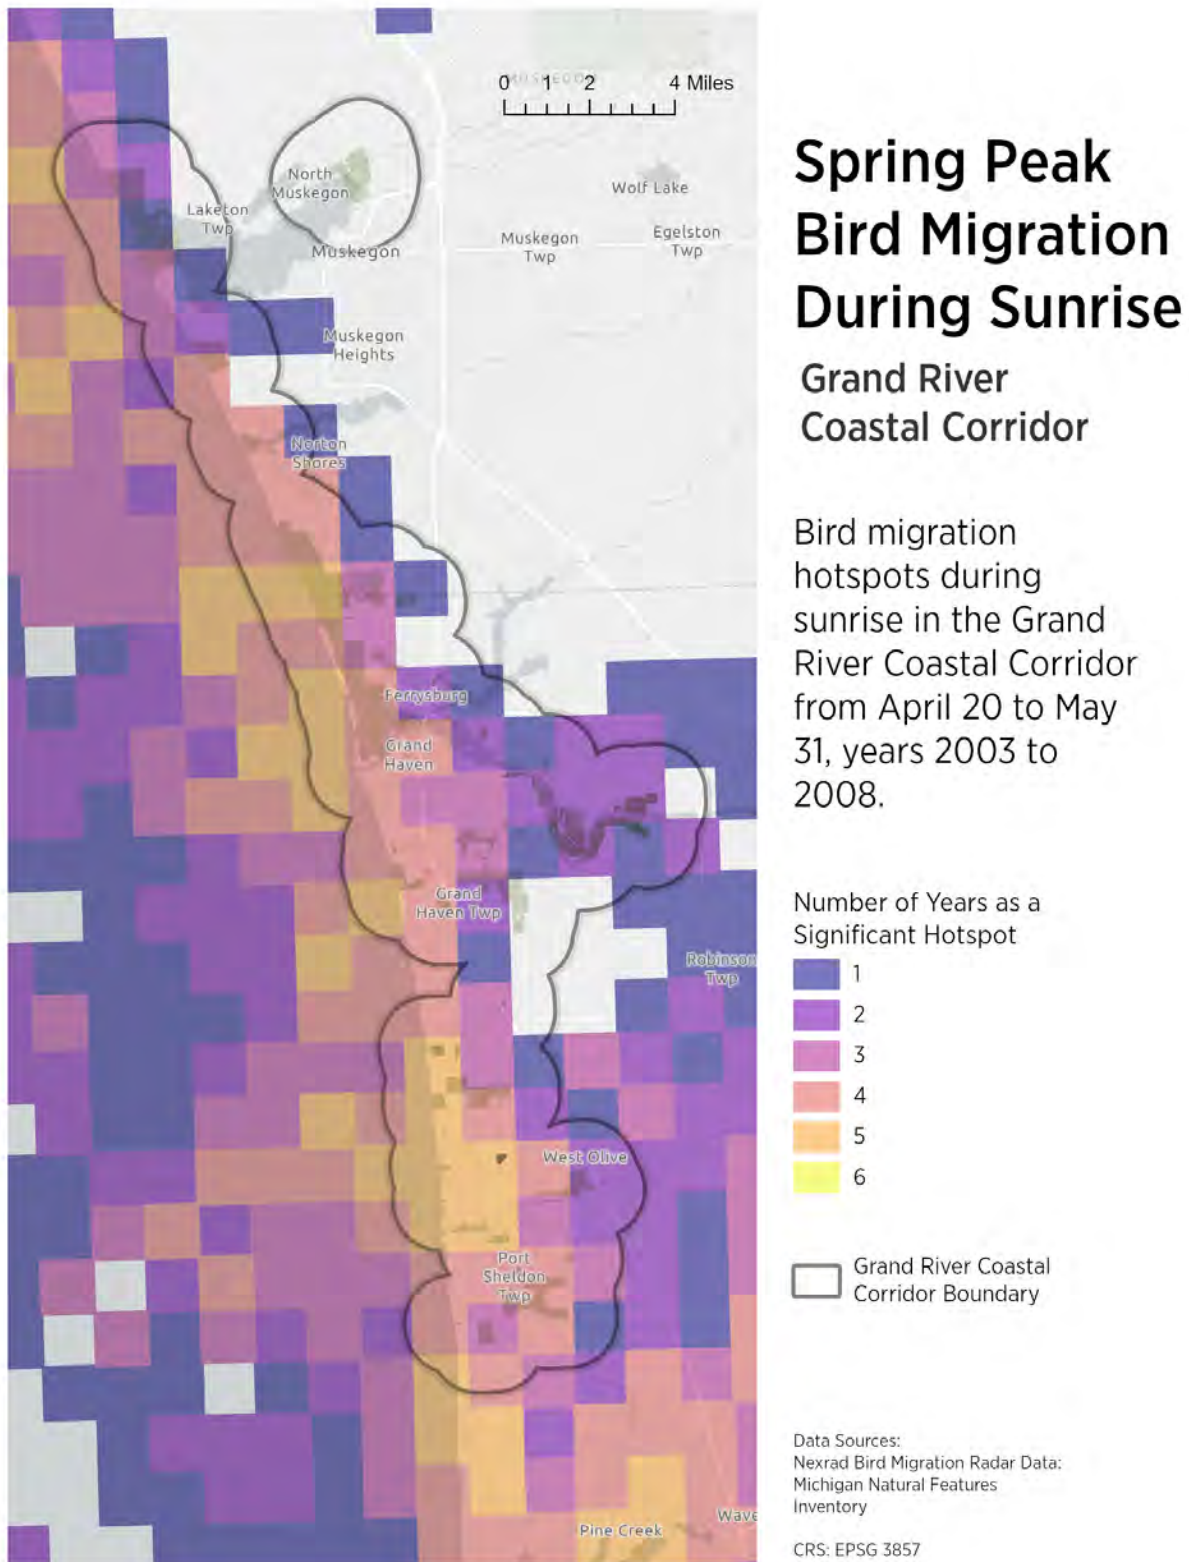 MUSKEGON
0 1 2 4 Miles
North
Muskegon
Wolf Lake
Laketon
Twp
Muskegon
Muskegon
Twp
Egelston
Twp
Muskegon
Heights
Norton
Shores
Ferrysburg
Grand
Haven
Grand
Haven Twp
Robinson
Twp
West Olive
Port
Sheldon
Twp
Pine Creek
Spring Peak
Bird Migration
During Sunrise
Grand River
Coastal Corridor
Bird migration
hotspots during
sunrise in the Grand
River Coastal Corridor
from April 20 to May
31, years 2003 to
2008.
Number of Years as a
Significant Hotspot
1
2
3
4
5
6
Grand River Coastal
Corridor Boundary
Data Sources:
Nexrad Bird Migration Radar Data:
Michigan Natural Features
Inventory
CRS: EPSG 3857